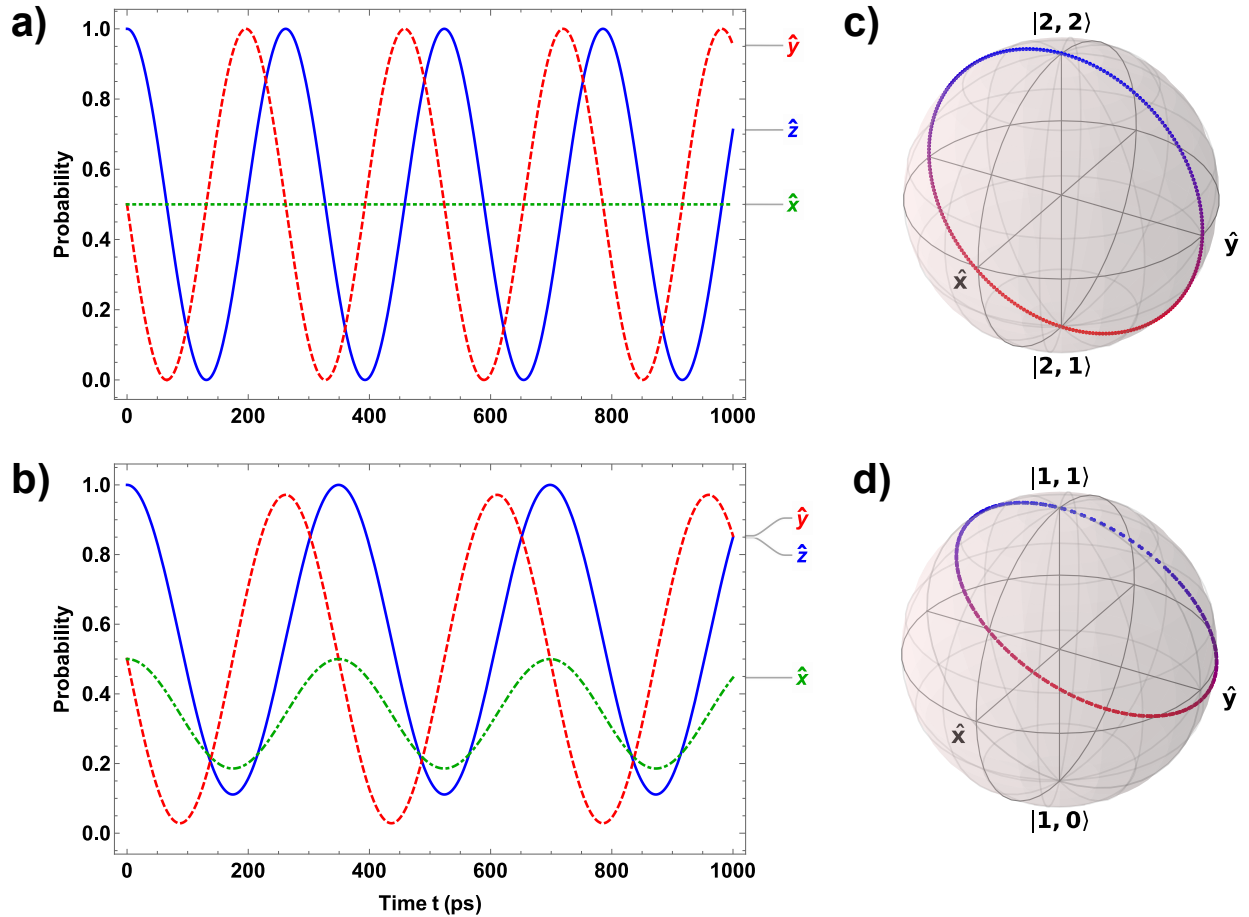 a)
Probability
1.0
0.8
0.6
0.4
0.2
0.0
0
200
400
600
800
1000
ŷ
ẑ
x̂
b)
Probability
1.0
0.8
0.6
0.4
0.2
0.0
0
200
400
600
800
1000
Time t (ps)
ŷ
ẑ
x̂
c)
|2, 2⟩
x̂
ŷ
|2, 1⟩
d)
|1, 1⟩
ŷ
x̂
|1, 0⟩